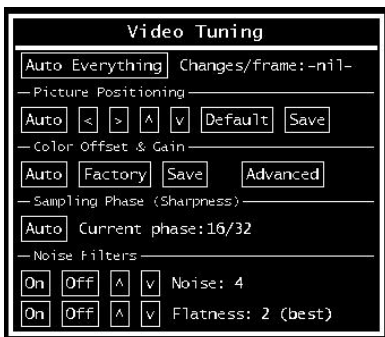 Video Tuning
Auto Everything Changes/frame:-nil-
Picture Positioning
Auto < > ^ v Default Save
Color Offset & Gain
Auto Factory Save Advanced
Sampling Phase (Sharpness)
Auto Current phase:16/32
Noise Filters
On Off ^ v Noise: 4
On Off ^ v Flatness: 2 (best)